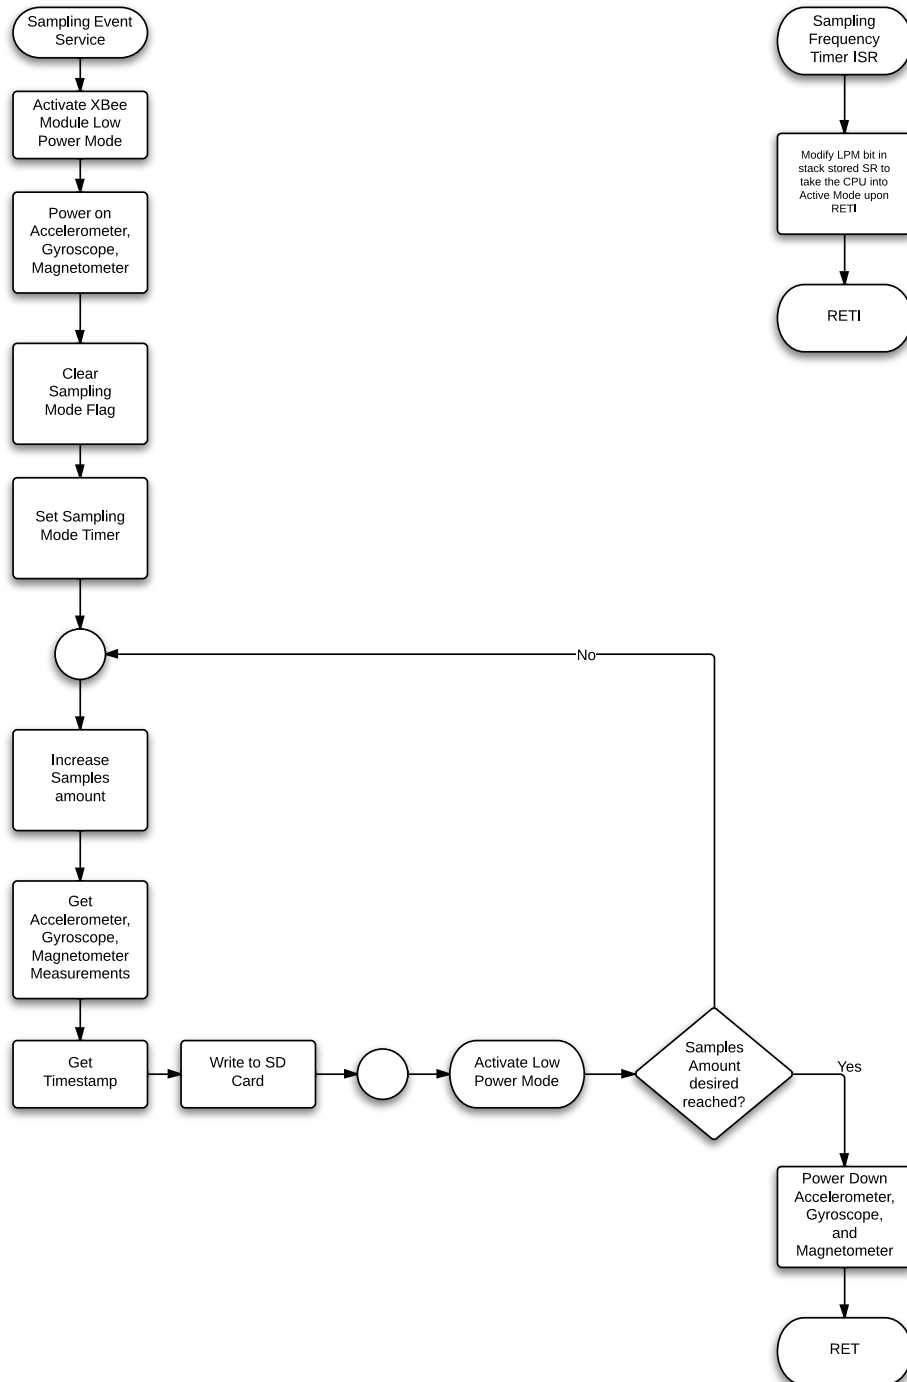 Sampling Event
Service
Activate XBee
Module Low
Power Mode
Power on
Accelerometer,
Gyroscope,
Magnetometer
Clear
Sampling
Mode Flag
Set Sampling
Mode Timer
No
Increase
Samples
amount
Get
Accelerometer,
Gyroscope,
Magnetometer
Measurements
Get
Timestamp
Write to SD
Card
Activate Low
Power Mode
Samples
Amount
desired
reached?
Yes
Power Down
Accelerometer,
Gyroscope,
and
Magnetometer
RET
Sampling
Frequency
Timer ISR
Modify LPM bit in
stack stored SR to
take the CPU into
Active Mode upon
RETI
RETI